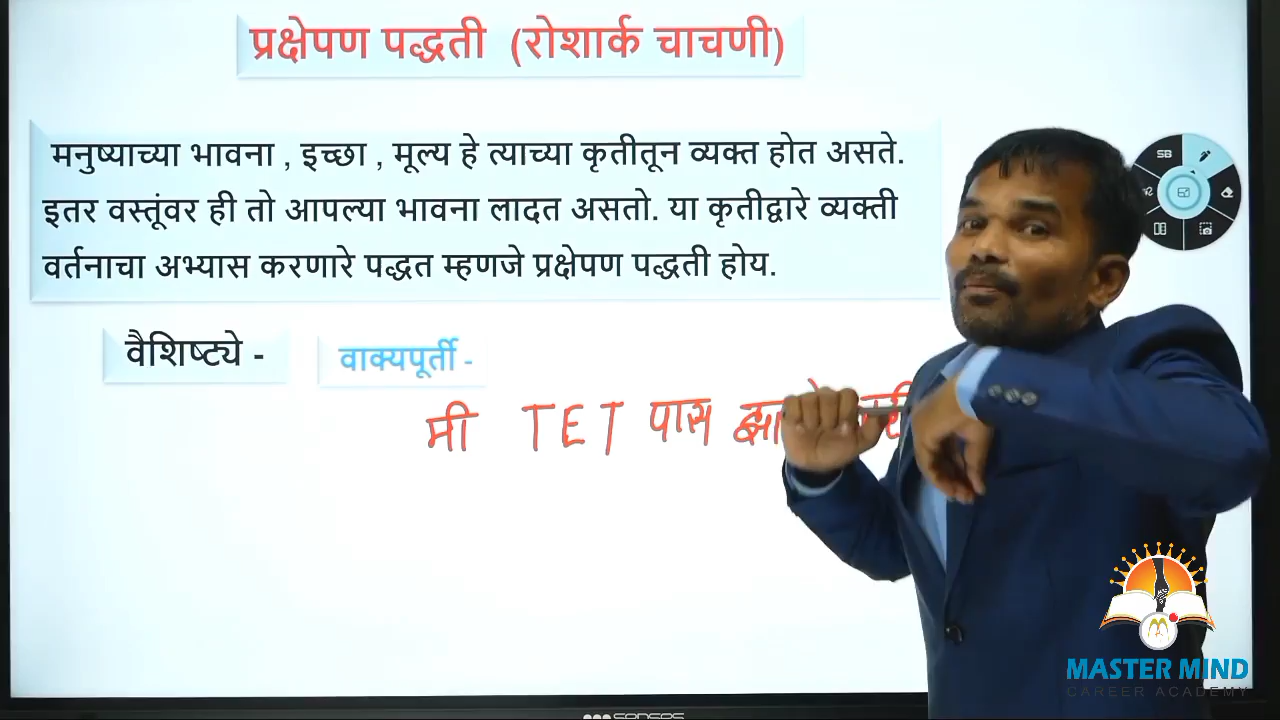 प्रक्षेपण पद्धती (रोशार्क चाचणी)
मनुष्याच्या भावना , इच्छा , मूल्य हे त्याच्या कृतीतून व्यक्त होत असते.
इतर वस्तूंवर ही तो आपल्या भावना लादत असतो. या कृतीद्वारे व्यक्ती
वर्तनाचा अभ्यास करणारे पद्धत म्हणजे प्रक्षेपण पद्धती होय.
वैशिष्ट्ये - वाक्यपूर्ती -
मी TET पास
SB
MASTER MIND
CAREER ACADEMY